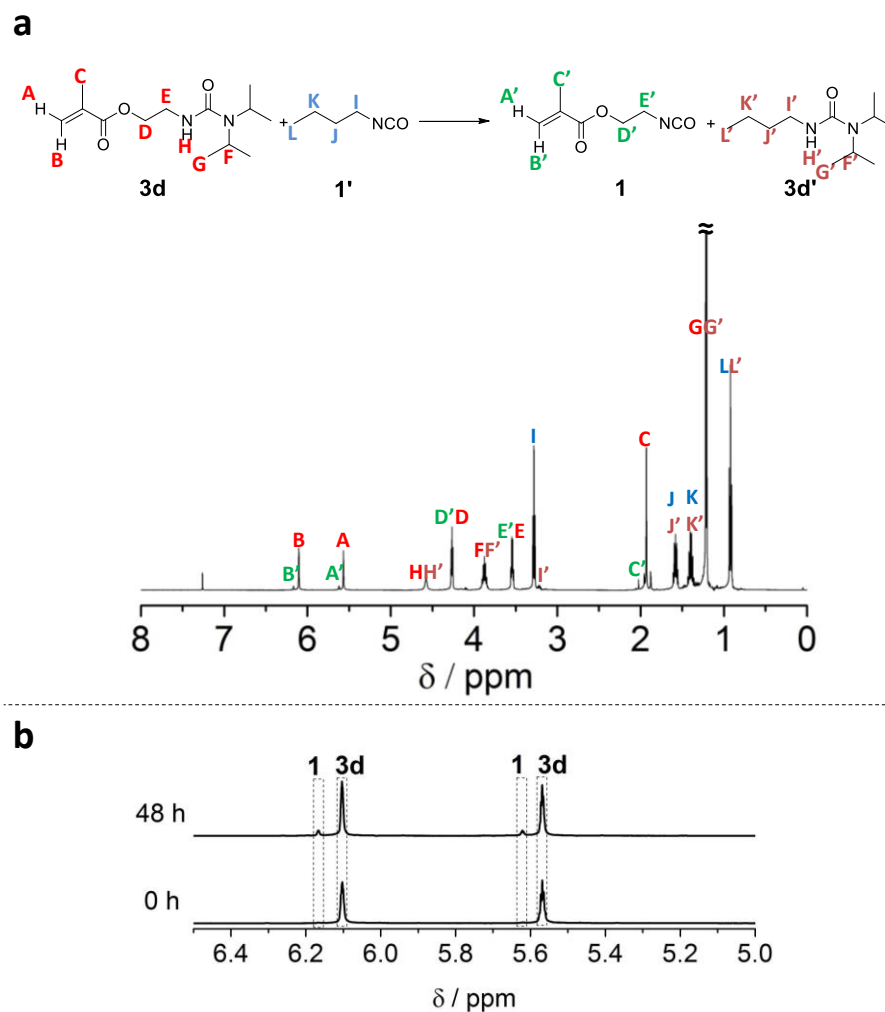 a
C E O
A H O N
O N H
D H F
B O G
3d
+
K I
L J NCO
1'
C' E'
A' H O NCO
D'
H O
B'
1
+
K' I' O
L' J' N N
H
H' F'
G'
3d'
≈
GG'
LL'
I C
J K
D'D J' K'
B A E'E
FF'
B' A' HH' I' C'
8 7 6 5 4 3 2 1 0
δ / ppm
b
1 3d 1 3d
48 h
0 h
6.4 6.2 6.0 5.8 5.6 5.4 5.2 5.0
δ / ppm